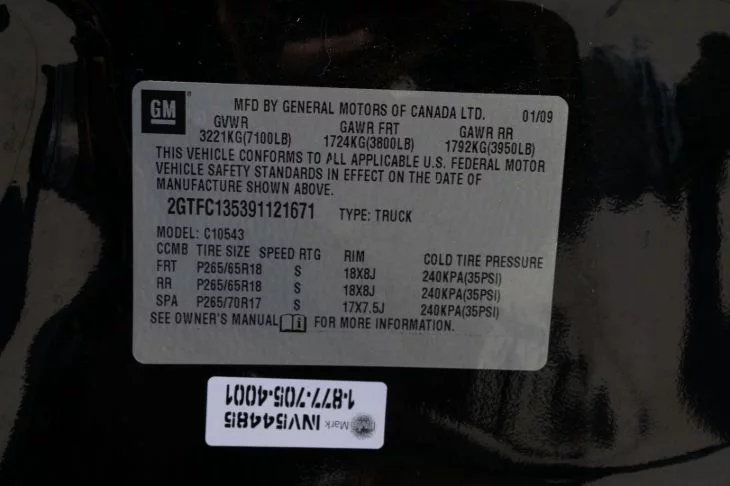 GM
MFD BY GENERAL MOTORS OF CANADA LTD. 01/09
GVWR GAWR FRT GAWR RR
3221KG(7100LB) 1724KG(3800LB) 1792KG(3950LB)
THIS VEHICLE CONFORMS TO ALL APPLICABLE U.S. FEDERAL MOTOR
VEHICLE SAFETY STANDARDS IN EFFECT ON THE DATE OF
MANUFACTURE SHOWN ABOVE.
2GTFC135391121671 TYPE: TRUCK
MODEL: C10543
CCMB TIRE SIZE SPEED RTG RIM COLD TIRE PRESSURE
FRT P265/65R18 S 18X8J 240KPA(35PSI)
RR P265/65R18 S 18X8J 240KPA(35PSI)
SPA P265/70R17 S 17X7.5J 240KPA(35PSI)
SEE OWNER'S MANUAL FOR MORE INFORMATION.
Mark INV54485
1-877-705-4001